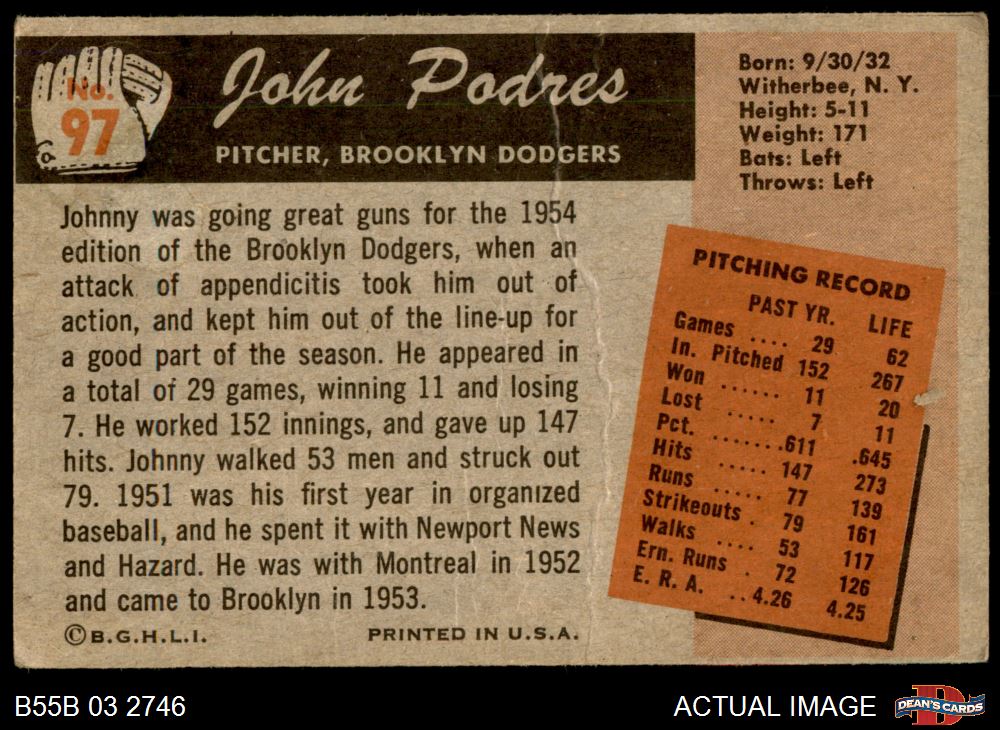 No.
97
John Podres
PITCHER, BROOKLYN DODGERS
Born: 9/30/32
Witherbee, N. Y.
Height: 5-11
Weight: 171
Bats: Left
Throws: Left
Johnny was going great guns for the 1954
edition of the Brooklyn Dodgers, when an
attack of appendicitis took him out of
action, and kept him out of the line-up for
a good part of the season. He appeared in
a total of 29 games, winning 11 and losing
7. He worked 152 innings, and gave up 147
hits. Johnny walked 53 men and struck out
79. 1951 was his first year in organized
baseball, and he spent it with Newport News
and Hazard. He was with Montreal in 1952
and came to Brooklyn in 1953.
©B.G.H.L.I. PRINTED IN U.S.A.
PITCHING RECORD
PAST YR. LIFE
Games .... 29 62
In. Pitched 152 267
Won ...... 11 20
Lost ..... 7 11
Pct. ....... .611 .645
Hits ..... 147 273
Runs ..... 77 139
Strikeouts . 79 161
Walks .... 53 117
Ern. Runs . 72 126
E. R. A. .. 4.26 4.25
B55B 03 2746
ACTUAL IMAGE
D
DEAN'S CARDS